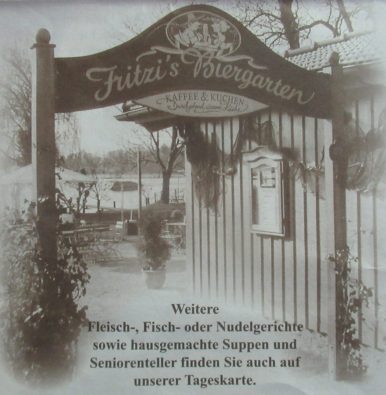 Fritzi's Biergarten
KAFFEE & KUCHEN
Weitere
Fleisch-, Fisch- oder Nudelgerichte
sowie hausgemachte Suppen und
Seniorenteller finden Sie auch auf
unserer Tageskarte.